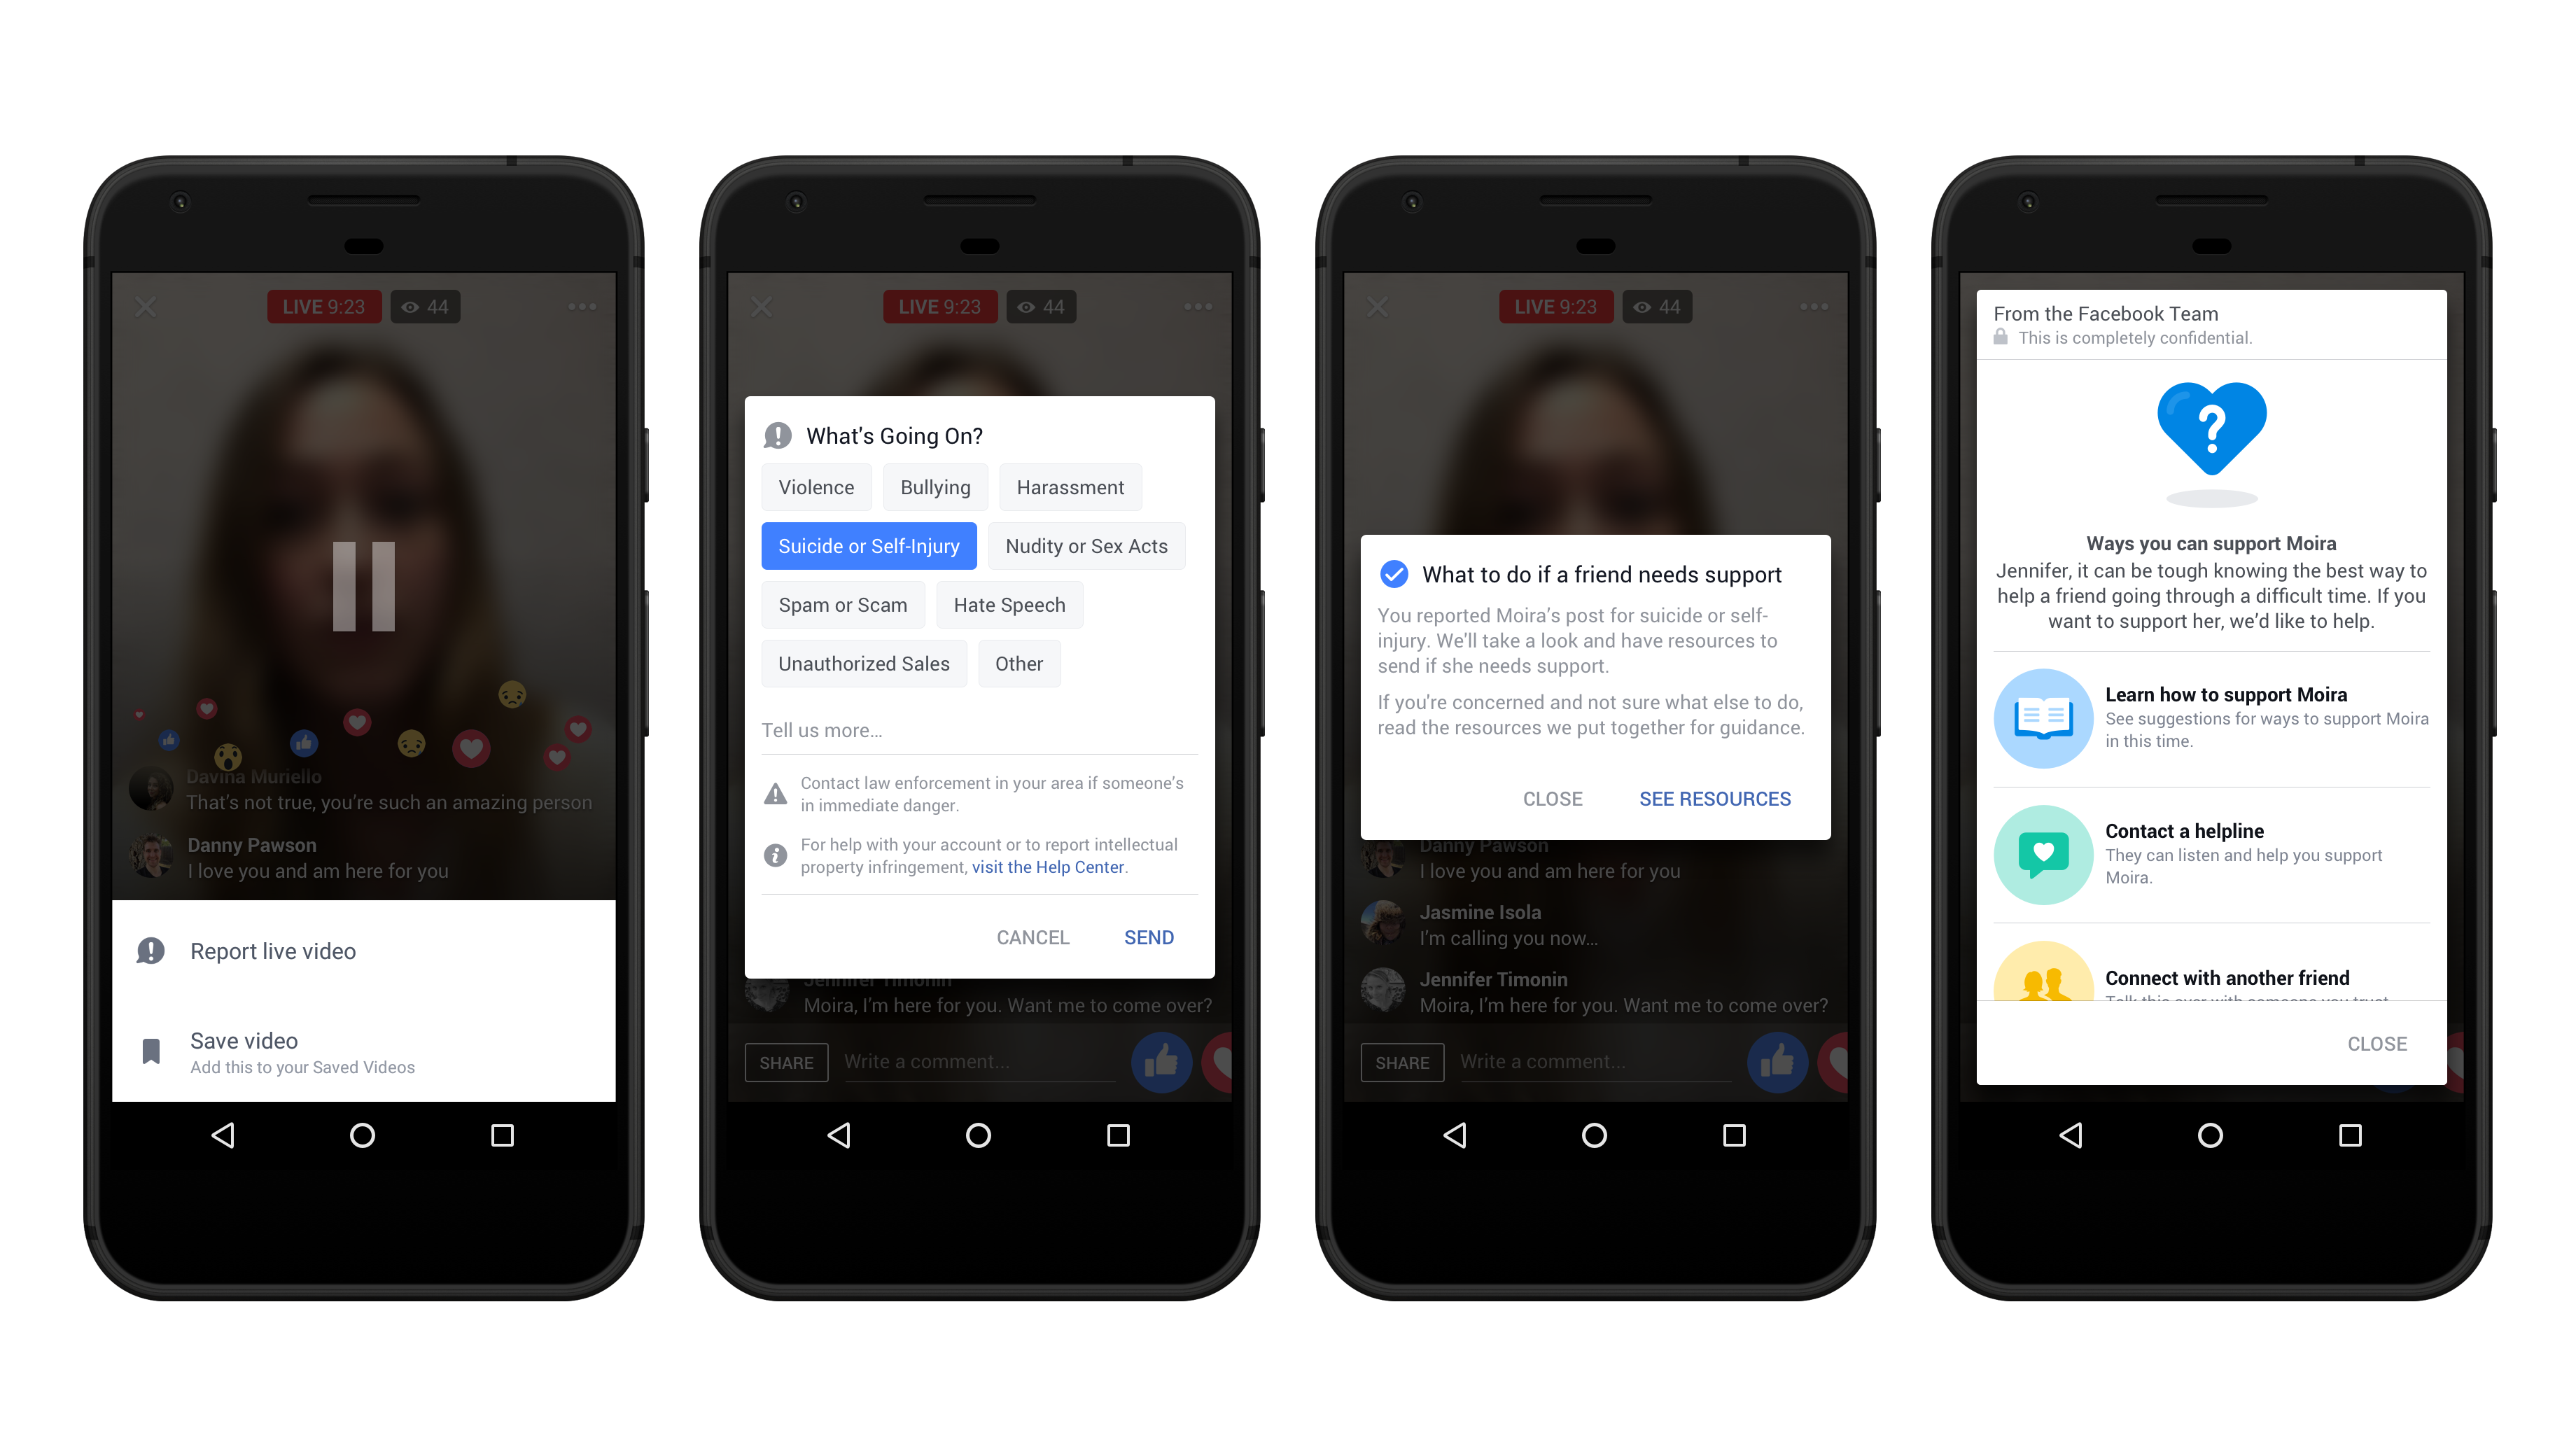 LIVE 9:23
44
Davina Muriello
That's not true, you're such an amazing person
Danny Pawson
I love you and am here for you
Report live video
Save video
Add this to your Saved Videos
LIVE 9:23
44
What's Going On?
Violence
Bullying
Harassment
Suicide or Self-Injury
Nudity or Sex Acts
Spam or Scam
Hate Speech
Unauthorized Sales
Other
Tell us more...
Contact law enforcement in your area if someone's
in immediate danger.
For help with your account or to report intellectual
property infringement, visit the Help Center.
CANCEL
SEND
Jennifer Timonin
Moira, I'm here for you. Want me to come over?
SHARE
Write a comment...
LIVE 9:23
44
What to do if a friend needs support
You reported Moira's post for suicide or self-
injury. We'll take a look and have resources to
send if she needs support.
If you're concerned and not sure what else to do,
read the resources we put together for guidance.
CLOSE
SEE RESOURCES
Danny Pawson
I love you and am here for you
Jasmine Isola
I'm calling you now...
Jennifer Timonin
Moira, I'm here for you. Want me to come over?
SHARE
Write a comment...
From the Facebook Team
This is completely confidential.
Ways you can support Moira
Jennifer, it can be tough knowing the best way to
help a friend going through a difficult time. If you
want to support her, we'd like to help.
Learn how to support Moira
See suggestions for ways to support Moira
in this time.
Contact a helpline
They can listen and help you support
Moira.
Connect with another friend
Talk this over with someone you trust
CLOSE